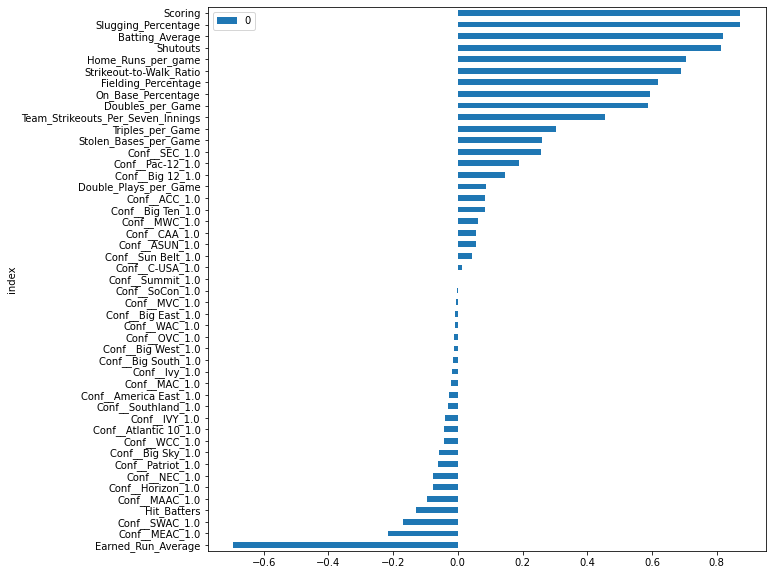 Scoring
Slugging_Percentage
Batting_Average
Shutouts
Home_Runs_per_game
Strikeout-to-Walk_Ratio
Fielding_Percentage
On_Base_Percentage
Doubles_per_Game
Team_Strikeouts_Per_Seven_Innings
Triples_per_Game
Stolen_Bases_per_Game
Conf__SEC_1.0
Conf__Pac-12_1.0
Conf__Big 12_1.0
Double_Plays_per_Game
Conf__ACC_1.0
Conf__Big Ten_1.0
Conf__MWC_1.0
Conf__CAA_1.0
Conf__ASUN_1.0
Conf__Sun Belt_1.0
Conf__C-USA_1.0
Conf__Summit_1.0
Conf__SoCon_1.0
Conf__MVC_1.0
Conf__Big East_1.0
Conf__WAC_1.0
Conf__OVC_1.0
Conf__Big West_1.0
Conf__Big South_1.0
Conf__Ivy_1.0
Conf__MAC_1.0
Conf__America East_1.0
Conf__Southland_1.0
Conf__IVY_1.0
Conf__Atlantic 10_1.0
Conf__WCC_1.0
Conf__Big Sky_1.0
Conf__Patriot_1.0
Conf__NEC_1.0
Conf__Horizon_1.0
Conf__MAAC_1.0
Hit_Batters
Conf__SWAC_1.0
Conf__MEAC_1.0
Earned_Run_Average
index
0
−0.6 −0.4 −0.2 0.0 0.2 0.4 0.6 0.8